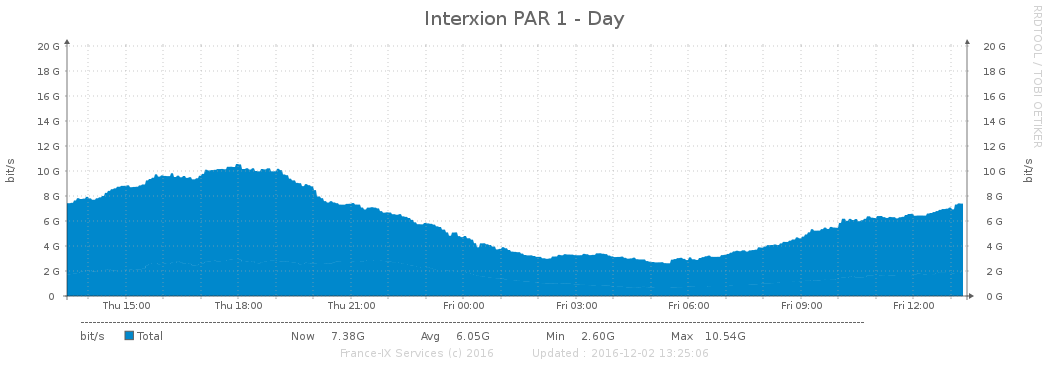 Interxion PAR 1 - Day
RRDTOOL / TOBI OETIKER
bit/s
bit/s
20 G 20 G
18 G 18 G
16 G 16 G
14 G 14 G
12 G 12 G
10 G 10 G
8 G 8 G
6 G 6 G
4 G 4 G
2 G 2 G
0 0 G
Thu 15:00 Thu 18:00 Thu 21:00 Fri 00:00 Fri 03:00 Fri 06:00 Fri 09:00 Fri 12:00
bit/s Total Now 7.38G Avg 6.05G Min 2.60G Max 10.54G
France-IX Services (c) 2016 Updated : 2016-12-02 13:25:06